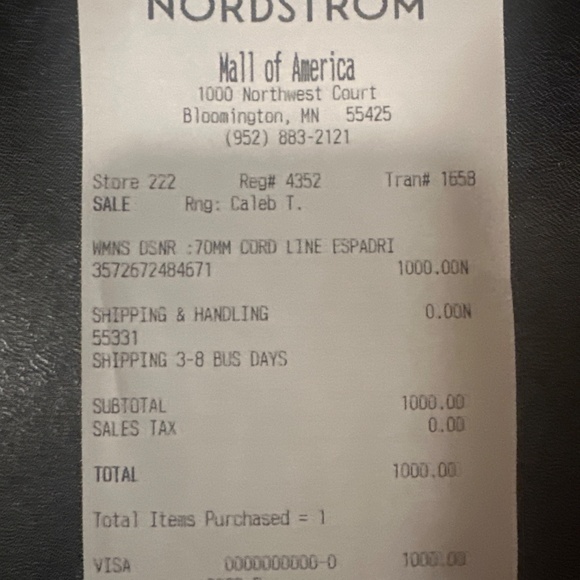 NORDSTROM
Mall of America
1000 Northwest Court
Bloomington, MN 55425
(952) 883-2121
Store 222 Reg# 4352 Tran# 1658
SALE Rng: Caleb T.
WMNS DSNR :70MM CORD LINE ESPADRI
3572672484671 1000.00N
SHIPPING & HANDLING 0.00N
55331
SHIPPING 3-8 BUS DAYS
SUBTOTAL 1000.00
SALES TAX 0.00
TOTAL 1000.00
Total Items Purchased = 1
VISA 0000000000-0 1000.00